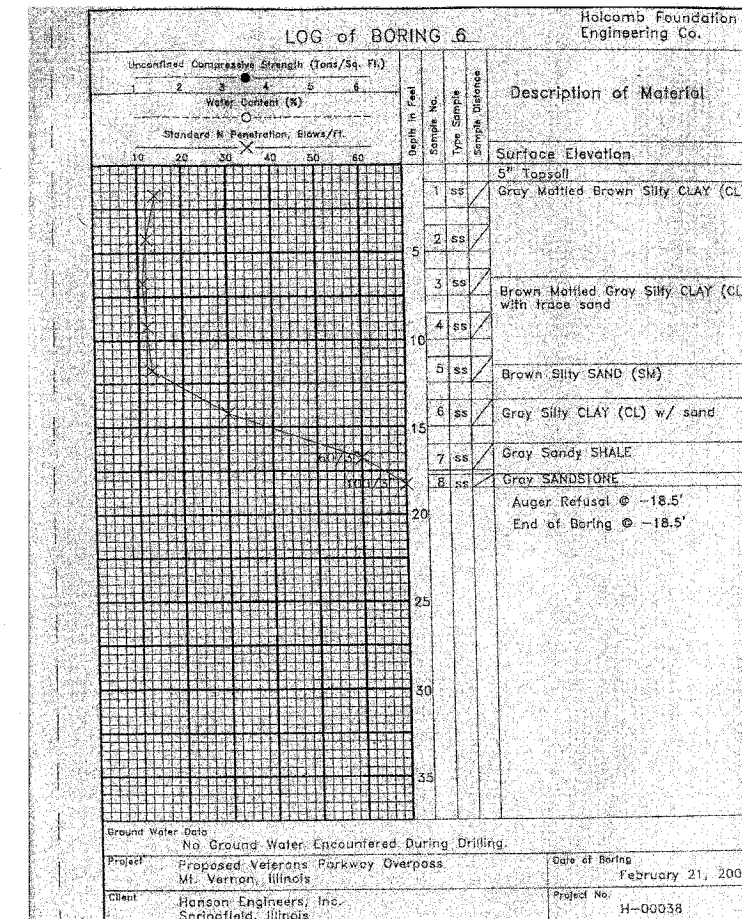 LOG of BORING 6
Holcomb Foundation
Engineering Co.
Unconfined Compressive Strength (Tons/Sq. Ft.)
1 2 3 4 5 6
Water Content (%)
Standard N Penetration, Blows/Ft.
10 20 30 40 50 60
Depth in Feet
Sample No.
Type Sample
Sample Distance
Description of Material
Surface Elevation
5" Topsoil
1 ss Gray Mottled Brown Silty CLAY (CL
2 ss
5
3 ss Brown Mottled Gray Silty CLAY (CL
with trace sand
4 ss
10
5 ss Brown Silty SAND (SM)
6 ss Gray Silty CLAY (CL) w/ sand
15
60/3"
7 ss Gray Sandy SHALE
100/3"
8 ss Gray SANDSTONE
Auger Refusal @ -18.5'
20
End of Boring @ -18.5'
25
30
35
Ground Water Data
No Ground Water Encountered During Drilling.
Project
Proposed Veterans Parkway Overpass
Mt. Vernon, Illinois
Date of Boring
February 21, 200
Client
Hanson Engineers, Inc.
Springfield, Illinois
Project No.
H-00038